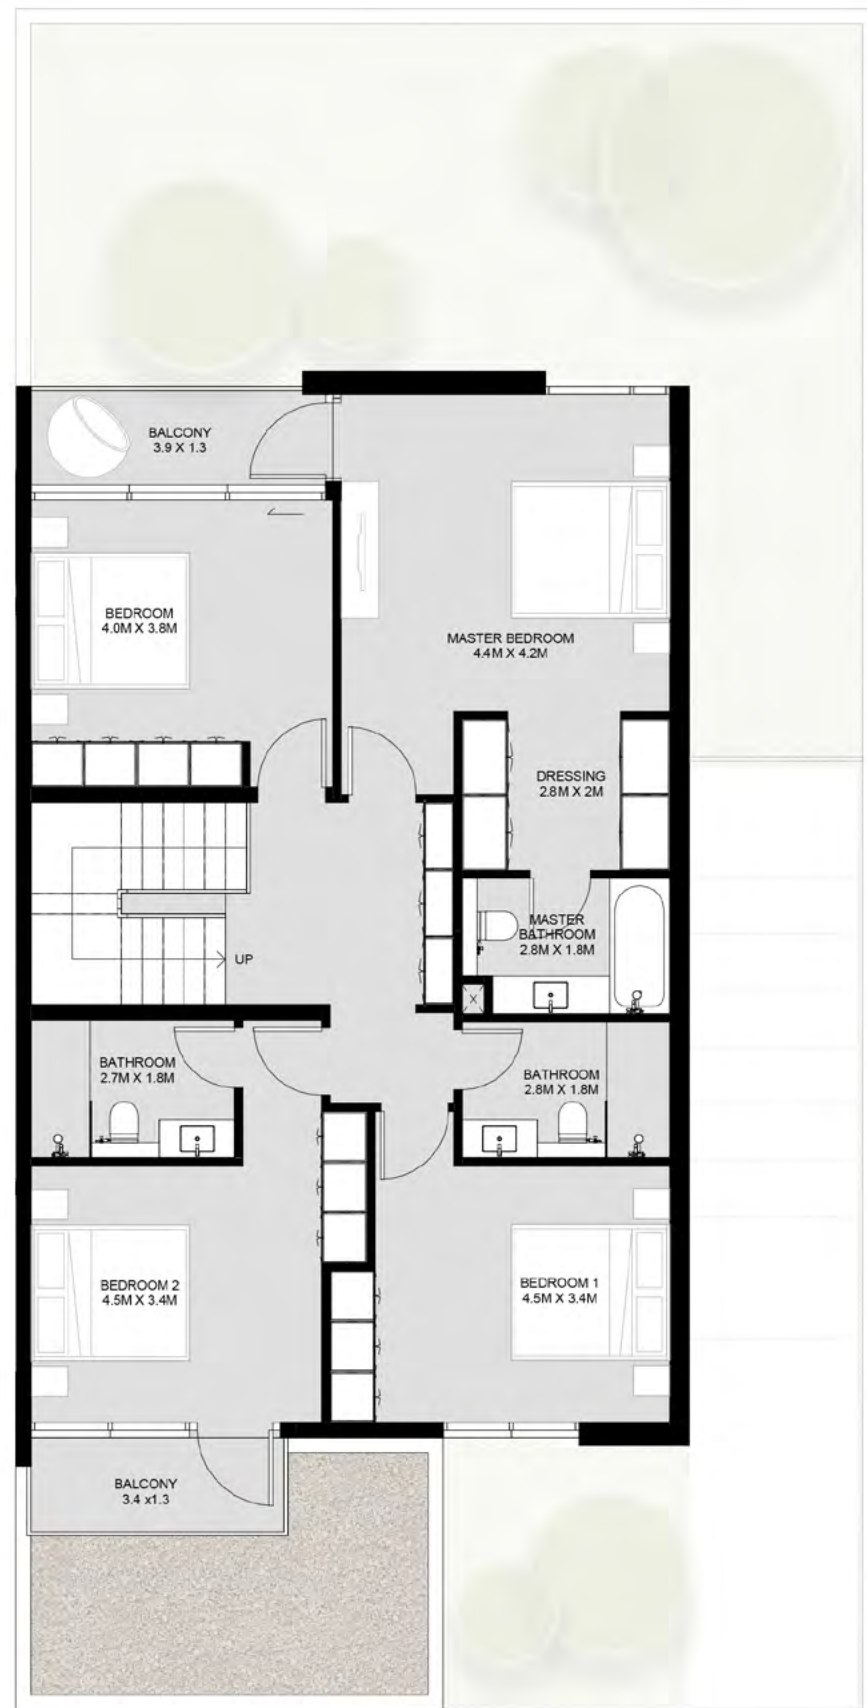 BALCONY
3.9 X 1.3
BEDROOM
4.0M X 3.8M
MASTER BEDROOM
4.4M X 4.2M
DRESSING
2.8M X 2M
MASTER
BATHROOM
2.8M X 1.8M
UP
X
BATHROOM
2.7M X 1.8M
BATHROOM
2.8M X 1.8M
BEDROOM 2
4.5M X 3.4M
BEDROOM 1
4.5M X 3.4M
BALCONY
3.4 x1.3